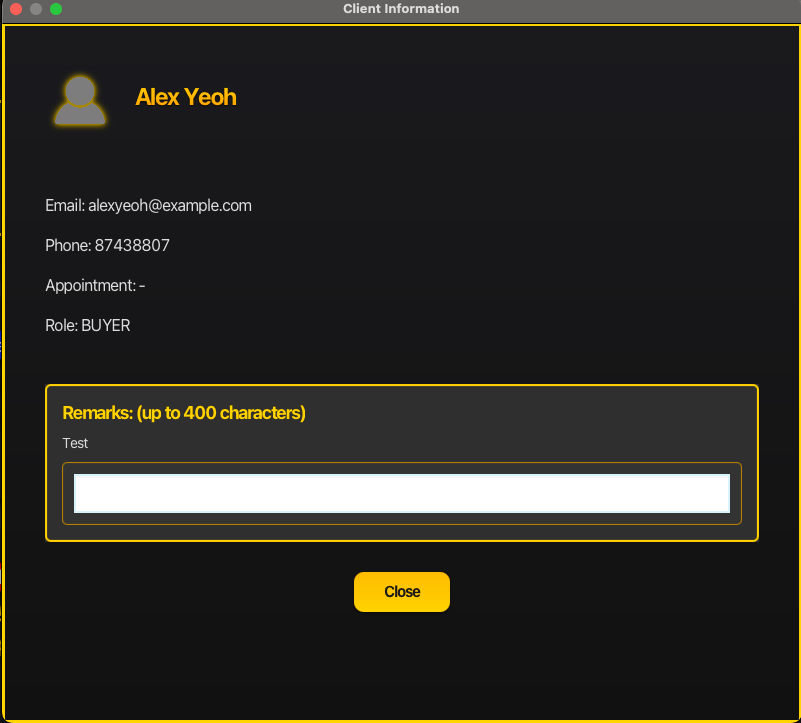 Client Information
Alex Yeoh
Email: alexyeoh@example.com
Phone: 87438807
Appointment: -
Role: BUYER
Remarks: (up to 400 characters)
Test
Close